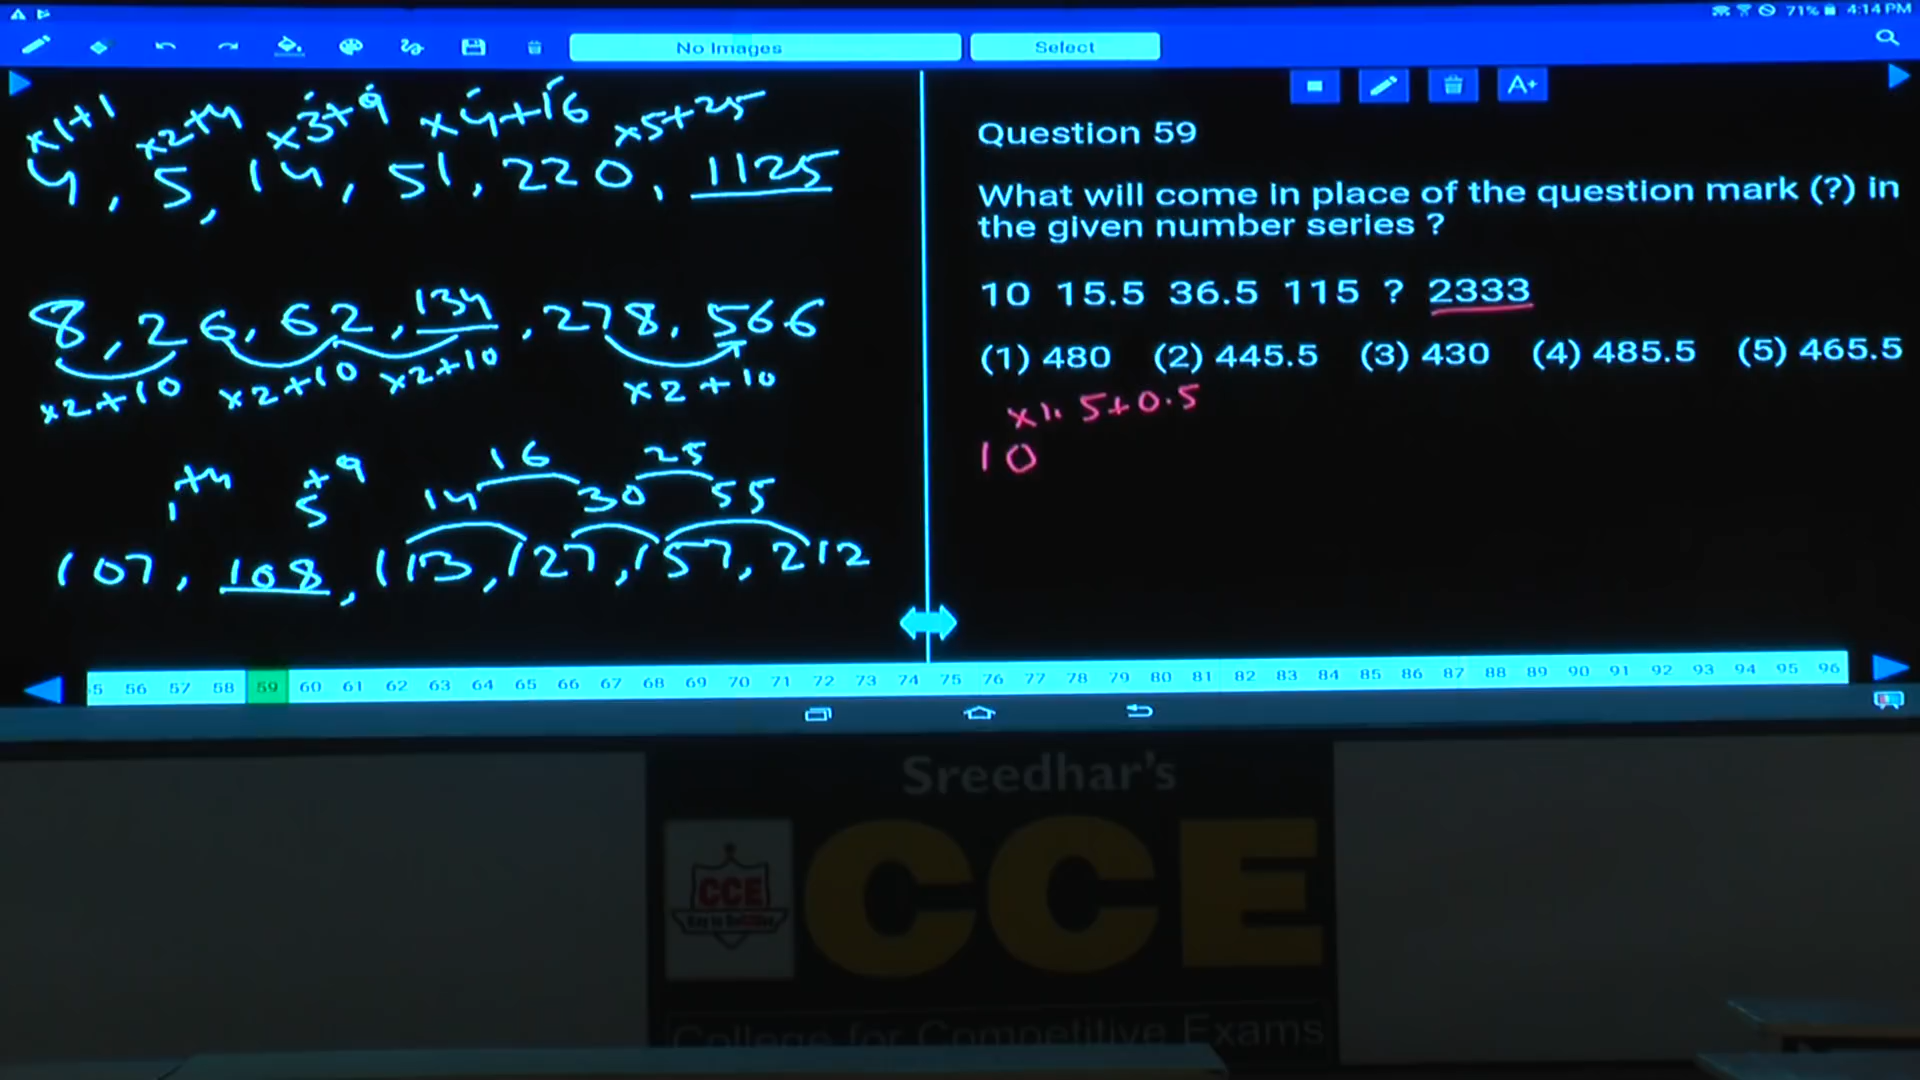 71% 4:14 PM
No Images Select
A+
x1+1 x2+4 x3+9 x4+16 x5+25
4, 5, 14, 51, 220, 1125
8, 26, 62, 134, 278, 566
x2+10 x2+10 x2+10 x2+10
16 25
+4 +9
1 5 14 30 55
107, 108, 113, 127, 157, 212
Question 59
What will come in place of the question mark (?) in
the given number series ?
10 15.5 36.5 115 ? 2333
(1) 480 (2) 445.5 (3) 430 (4) 485.5 (5) 465.5
x1.5+0.5
10
55 56 57 58 59 60 61 62 63 64 65 66 67 68 69 70 71 72 73 74 75 76 77 78 79 80 81 82 83 84 85 86 87 88 89 90 91 92 93 94 95 96
Sreedhar's
CCE
CCE
College for Competitive Exams